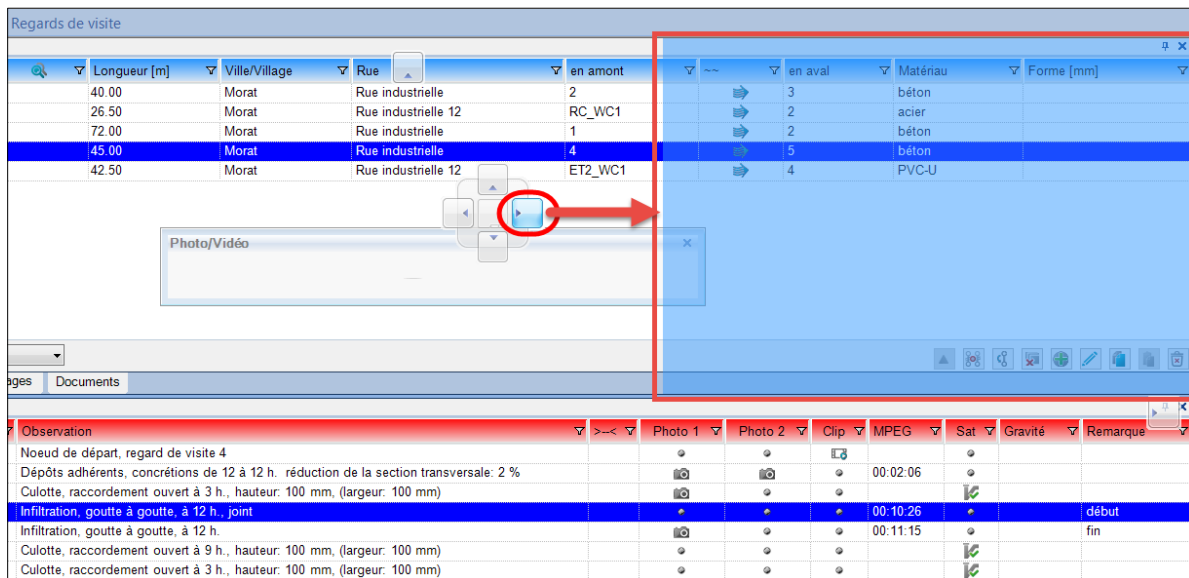 Regards de visite
Longueur [m] Ville/Village Rue en amont ~~ en aval Matériau Forme [mm]
40.00 Morat Rue industrielle 2 3 béton
26.50 Morat Rue industrielle 12 RC_WC1 2 acier
72.00 Morat Rue industrielle 1 2 béton
45.00 Morat Rue industrielle 4 5 béton
42.50 Morat Rue industrielle 12 ET2_WC1 4 PVC-U
Photo/Vidéo
ages Documents
Observation >--< Photo 1 Photo 2 Clip MPEG Sat Gravité Remarque
Noeud de départ, regard de visite 4
Dépôts adhérents, concrétions de 12 à 12 h. réduction de la section transversale: 2 % 00:02:06
Culotte, raccordement ouvert à 3 h., hauteur: 100 mm, (largeur: 100 mm)
Infiltration, goutte à goutte, à 12 h., joint 00:10:26 début
Infiltration, goutte à goutte, à 12 h. 00:11:15 fin
Culotte, raccordement ouvert à 9 h., hauteur: 100 mm, (largeur: 100 mm)
Culotte, raccordement ouvert à 3 h., hauteur: 100 mm, (largeur: 100 mm)